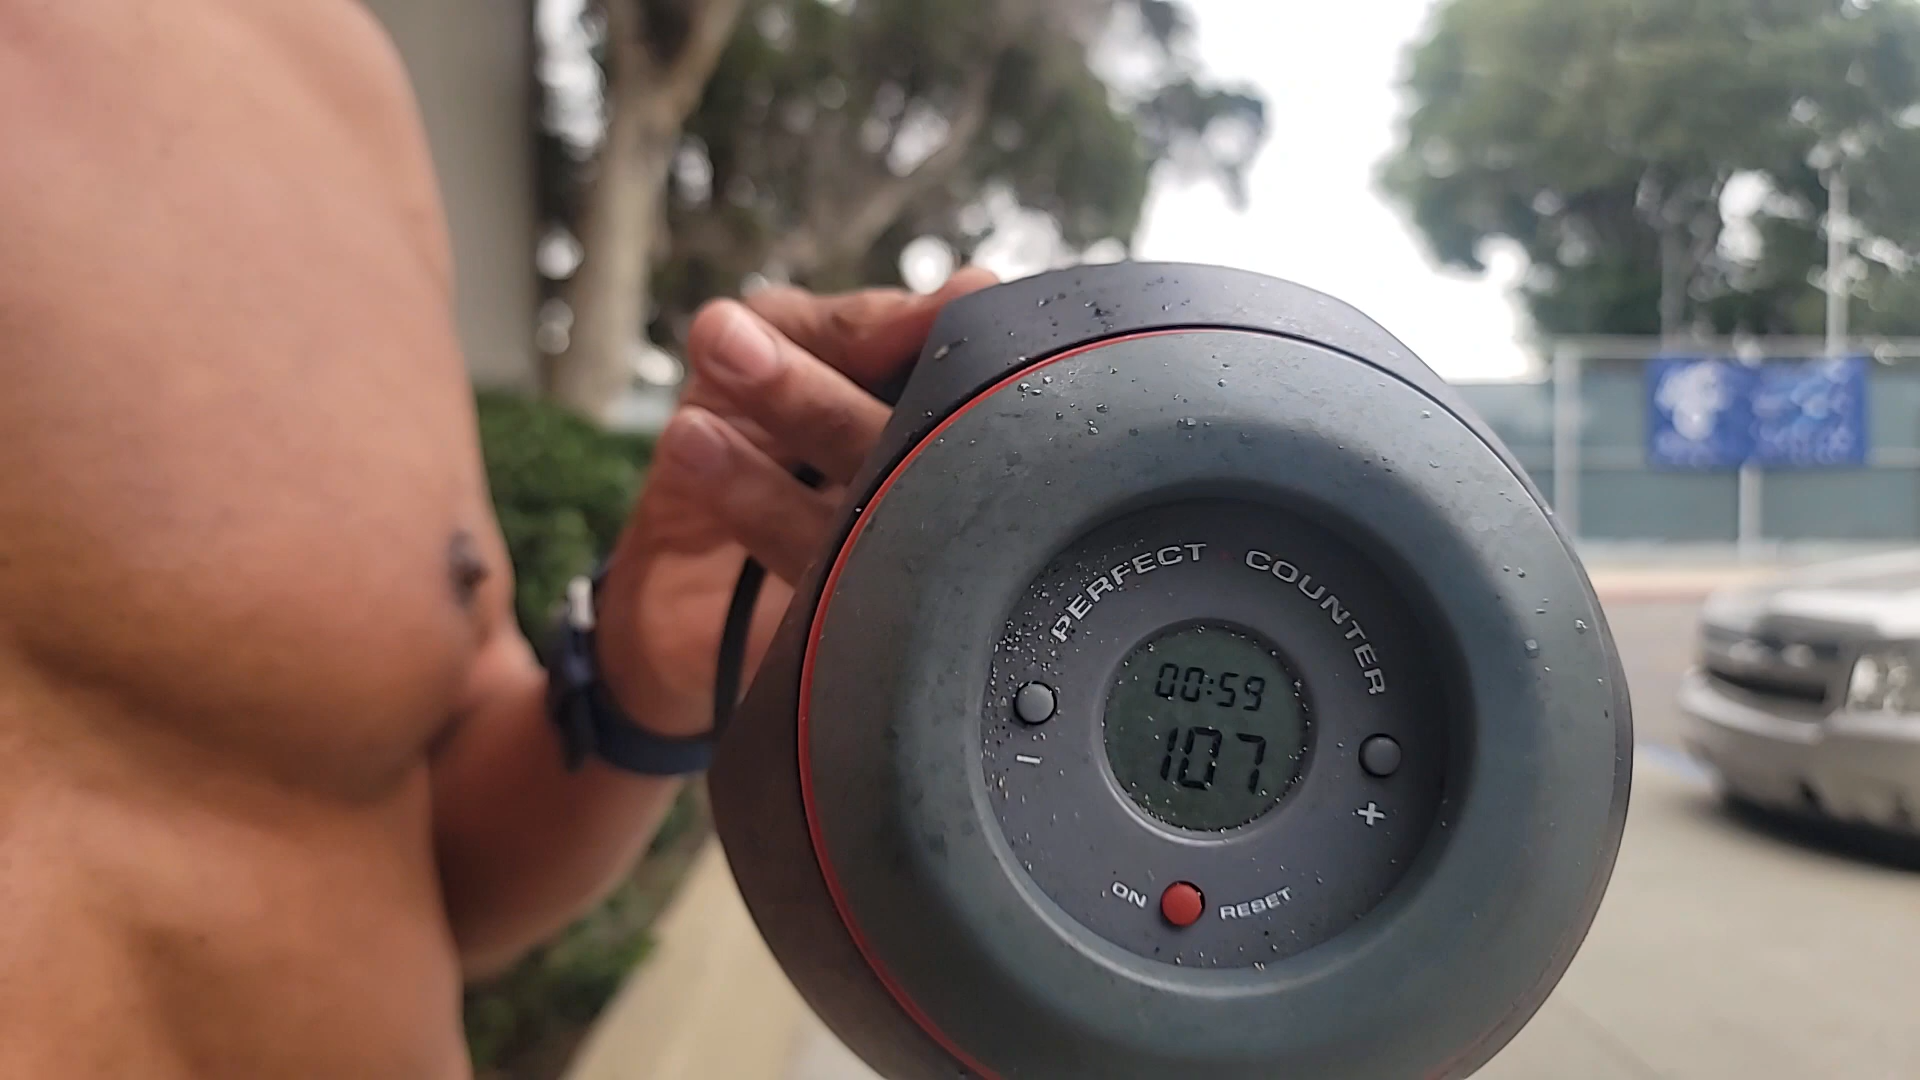 PERFECT COUNTER
00:59
107
−
+
ON RESET